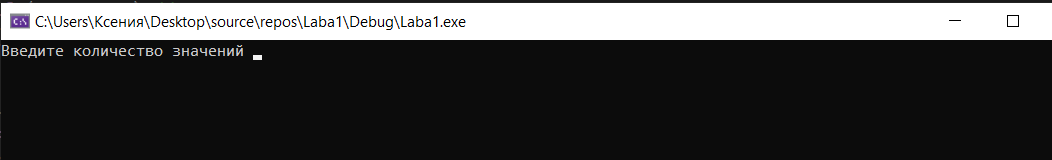 C:\Users\Ксения\Desktop\source\repos\Laba1\Debug\Laba1.exe
Введите количество значений